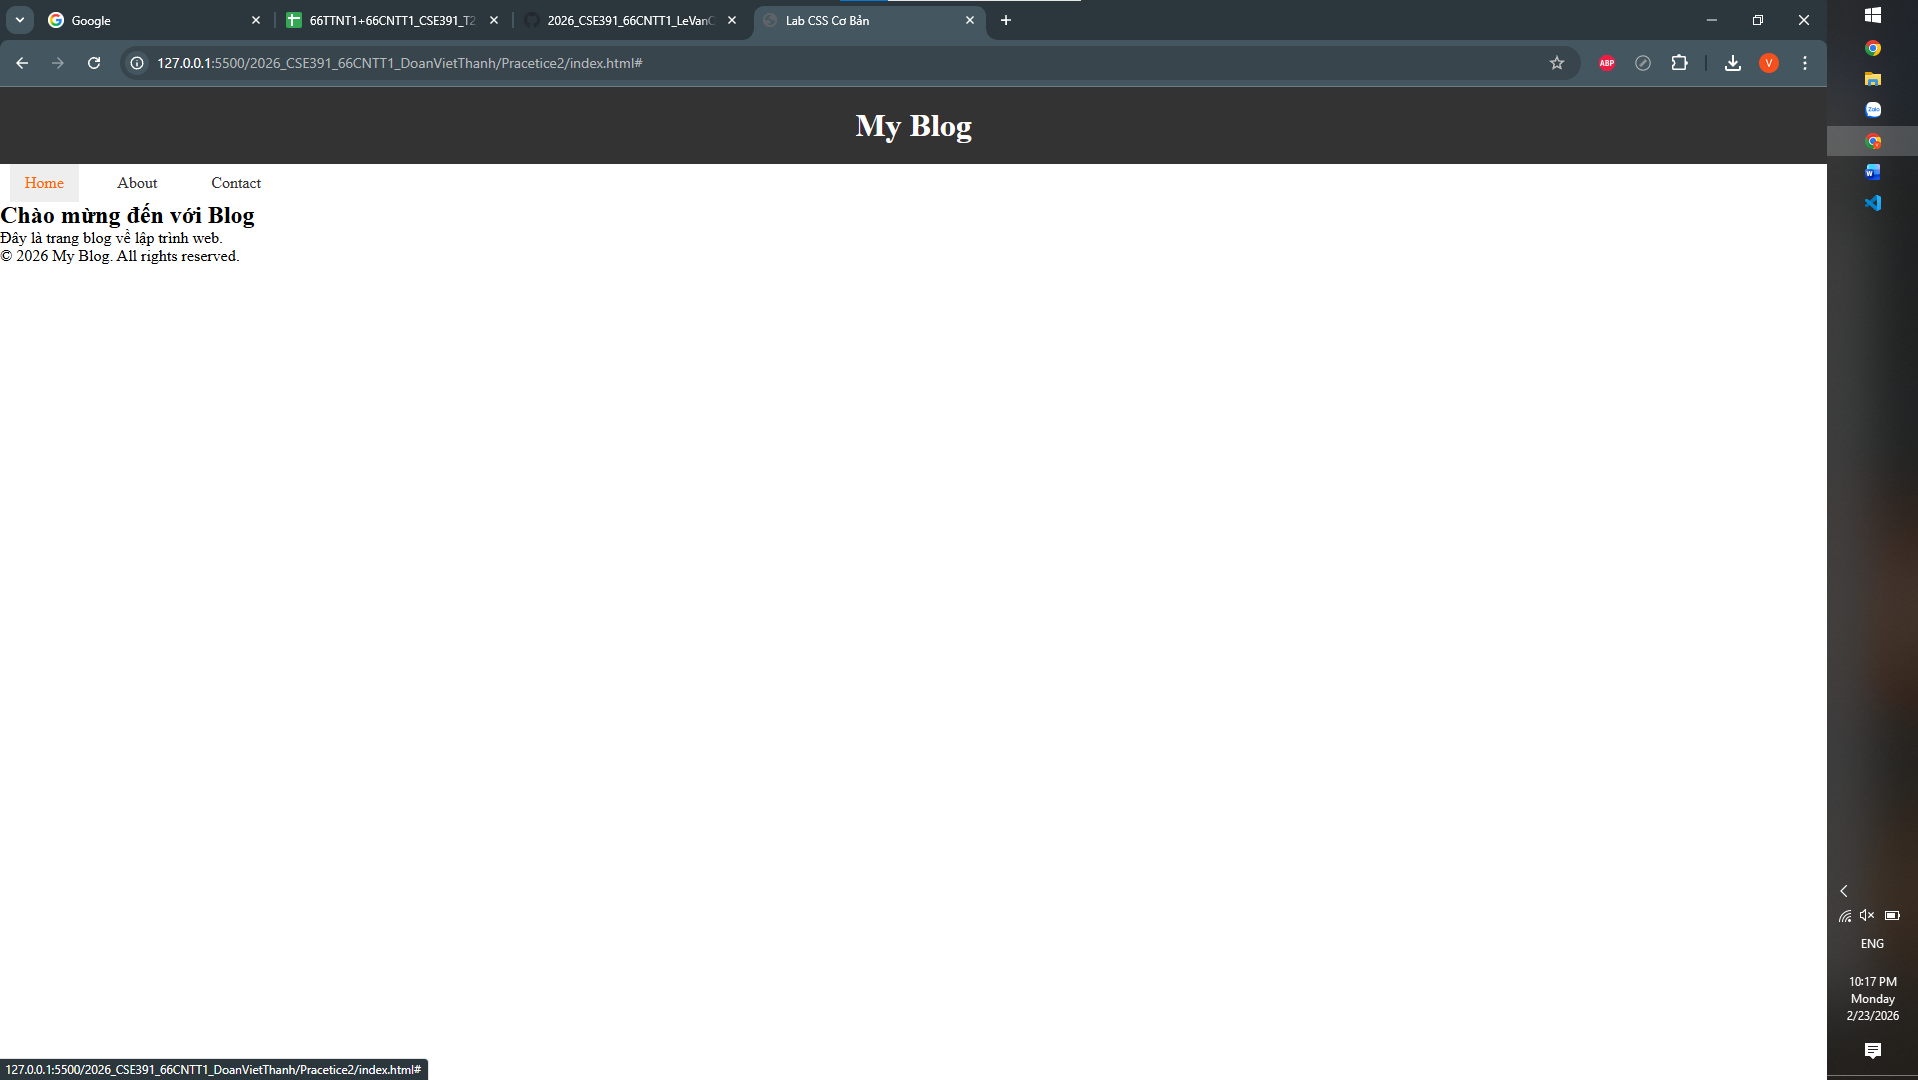 Google
66TTNT1+66CNTT1_CSE391_T2
2026_CSE391_66CNTT1_LeVanC
Lab CSS Cơ Bản
127.0.0.1:5500/2026_CSE391_66CNTT1_DoanVietThanh/Pracetice2/index.html#
ABP
V
My Blog
Home
About
Contact
Chào mừng đến với Blog
Đây là trang blog về lập trình web.
© 2026 My Blog. All rights reserved.
Zalo
W
ENG
10:17 PM
Monday
2/23/2026
127.0.0.1:5500/2026_CSE391_66CNTT1_DoanVietThanh/Pracetice2/index.html#